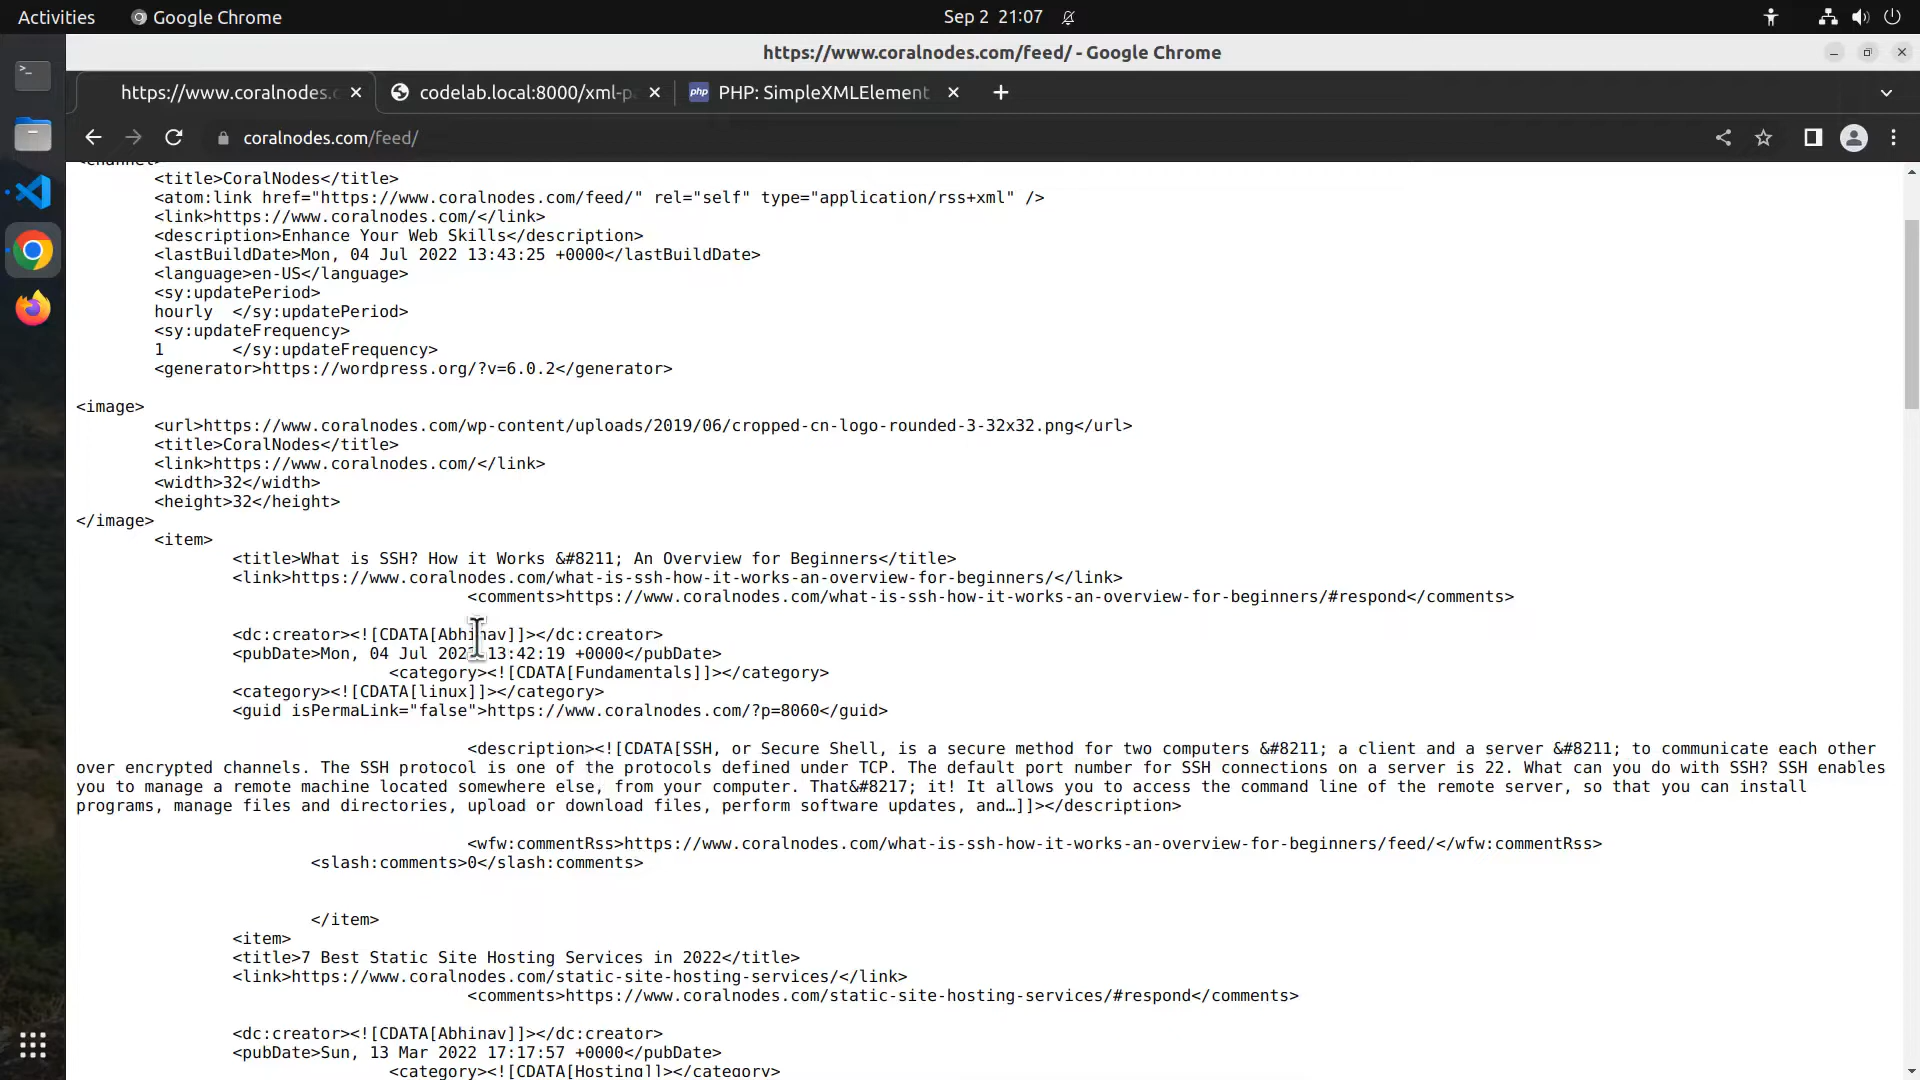 Activities Google Chrome Sep 2 21:07
https://www.coralnodes.com/feed/ - Google Chrome
https://www.coralnodes. codelab.local:8000/xml-p PHP: SimpleXMLElement
coralnodes.com/feed/
<channel>
<title>CoralNodes</title>
<atom:link href="https://www.coralnodes.com/feed/" rel="self" type="application/rss+xml" />
<link>https://www.coralnodes.com/</link>
<description>Enhance Your Web Skills</description>
<lastBuildDate>Mon, 04 Jul 2022 13:43:25 +0000</lastBuildDate>
<language>en-US</language>
<sy:updatePeriod>
hourly </sy:updatePeriod>
<sy:updateFrequency>
1 </sy:updateFrequency>
<generator>https://wordpress.org/?v=6.0.2</generator>
<image>
<url>https://www.coralnodes.com/wp-content/uploads/2019/06/cropped-cn-logo-rounded-3-32x32.png</url>
<title>CoralNodes</title>
<link>https://www.coralnodes.com/</link>
<width>32</width>
<height>32</height>
</image>
<item>
<title>What is SSH? How it Works &#8211; An Overview for Beginners</title>
<link>https://www.coralnodes.com/what-is-ssh-how-it-works-an-overview-for-beginners/</link>
<comments>https://www.coralnodes.com/what-is-ssh-how-it-works-an-overview-for-beginners/#respond</comments>
<dc:creator><![CDATA[Abhinav]]></dc:creator>
<pubDate>Mon, 04 Jul 2022 13:42:19 +0000</pubDate>
<category><![CDATA[Fundamentals]]></category>
<category><![CDATA[linux]]></category>
<guid isPermaLink="false">https://www.coralnodes.com/?p=8060</guid>
<description><![CDATA[SSH, or Secure Shell, is a secure method for two computers &#8211; a client and a server &#8211; to communicate each other
over encrypted channels. The SSH protocol is one of the protocols defined under TCP. The default port number for SSH connections on a server is 22. What can you do with SSH? SSH enables
you to manage a remote machine located somewhere else, from your computer. That&#8217; it! It allows you to access the command line of the remote server, so that you can install
programs, manage files and directories, upload or download files, perform software updates, and…]]></description>
<wfw:commentRss>https://www.coralnodes.com/what-is-ssh-how-it-works-an-overview-for-beginners/feed/</wfw:commentRss>
<slash:comments>0</slash:comments>
</item>
<item>
<title>7 Best Static Site Hosting Services in 2022</title>
<link>https://www.coralnodes.com/static-site-hosting-services/</link>
<comments>https://www.coralnodes.com/static-site-hosting-services/#respond</comments>
<dc:creator><![CDATA[Abhinav]]></dc:creator>
<pubDate>Sun, 13 Mar 2022 17:17:57 +0000</pubDate>
<category><![CDATA[Hosting]]></category>